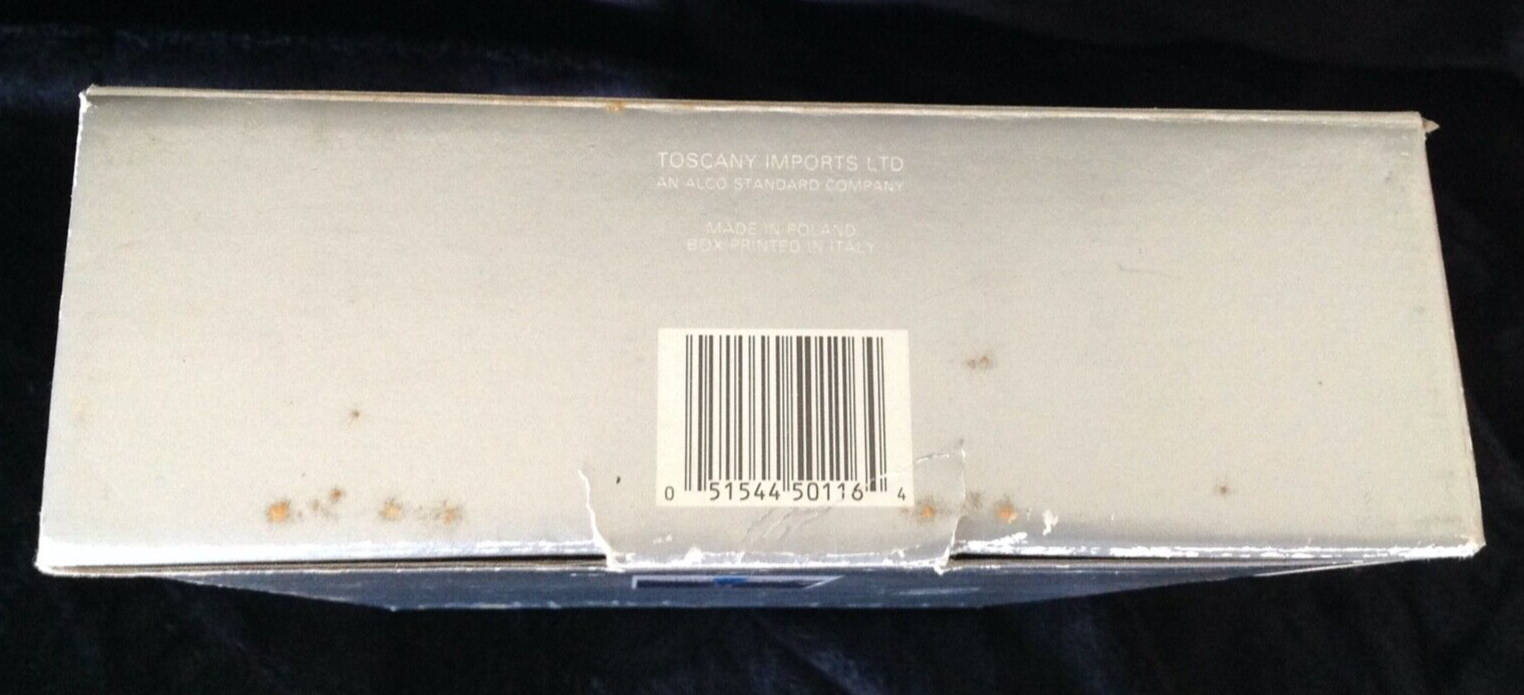 TOSCANY IMPORTS LTD
AN ALCO STANDARD COMPANY
MADE IN POLAND
BOX PRINTED IN ITALY
0 51544 50116 4